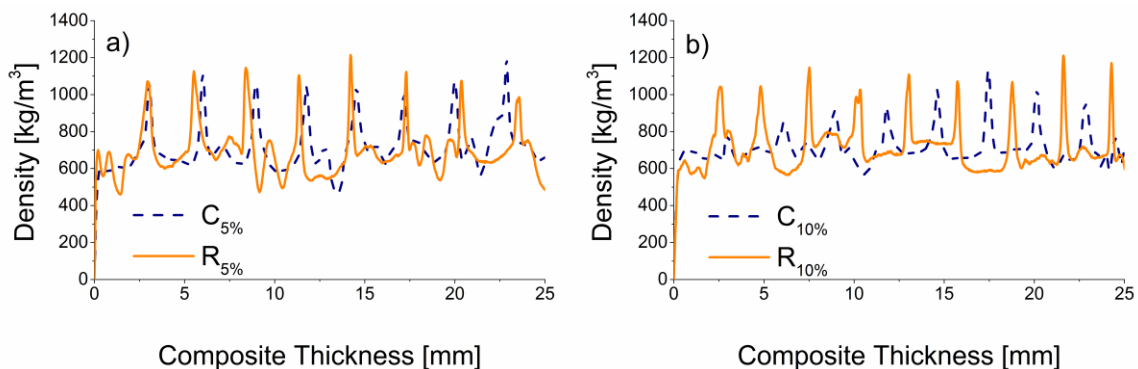 a)
Density [kg/m³]
1400
1200
1000
800
600
400
200
0
C5%
R5%
0 5 10 15 20 25
Composite Thickness [mm]
b)
Density [kg/m³]
1400
1200
1000
800
600
400
200
0
C10%
R10%
0 5 10 15 20 25
Composite Thickness [mm]